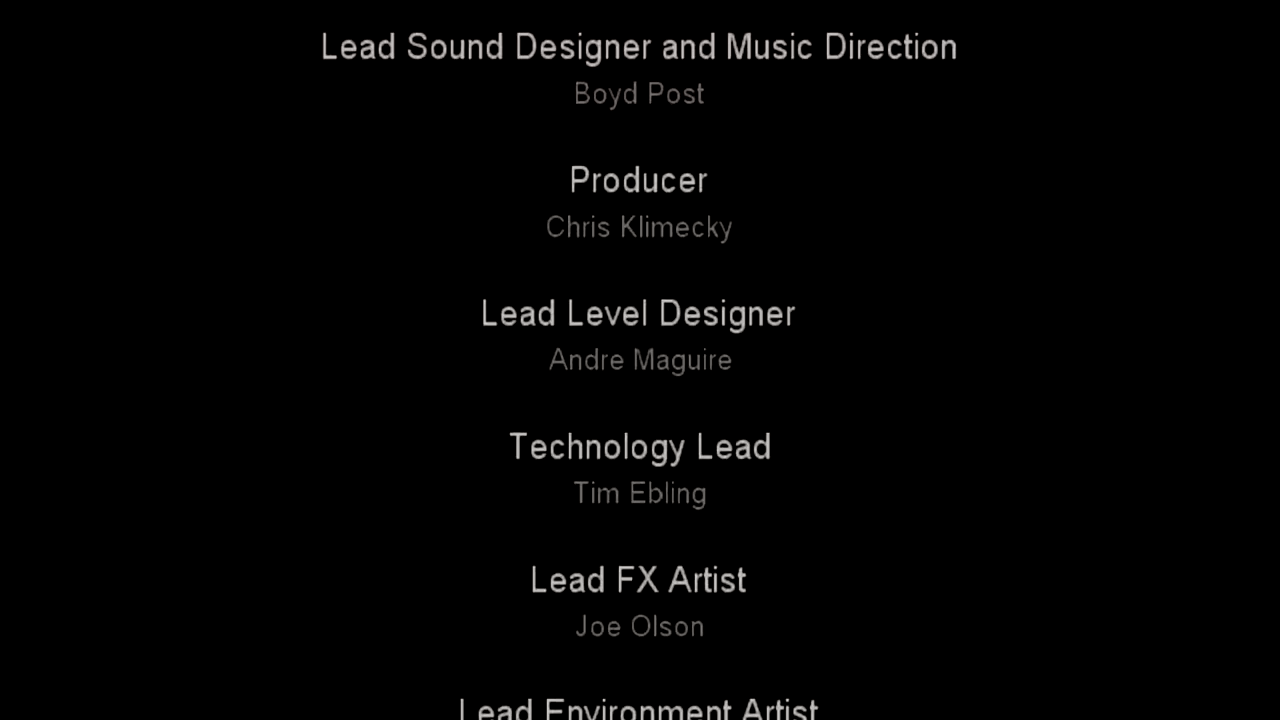 Lead Sound Designer and Music Direction
Boyd Post
Producer
Chris Klimecky
Lead Level Designer
Andre Maguire
Technology Lead
Tim Ebling
Lead FX Artist
Joe Olson
Lead Environment Artist